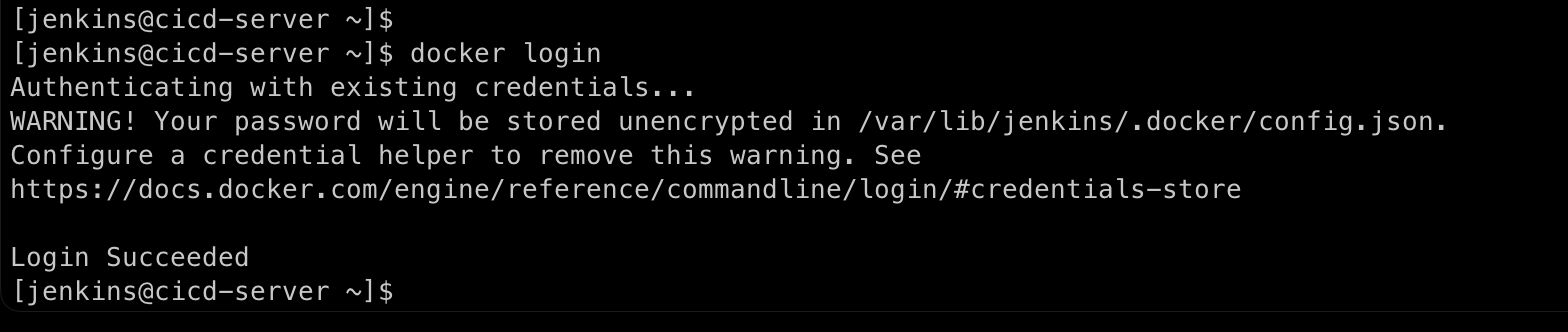 [jenkins@cicd-server ~]$
[jenkins@cicd-server ~]$ docker login
Authenticating with existing credentials...
WARNING! Your password will be stored unencrypted in /var/lib/jenkins/.docker/config.json.
Configure a credential helper to remove this warning. See
https://docs.docker.com/engine/reference/commandline/login/#credentials-store
Login Succeeded
[jenkins@cicd-server ~]$